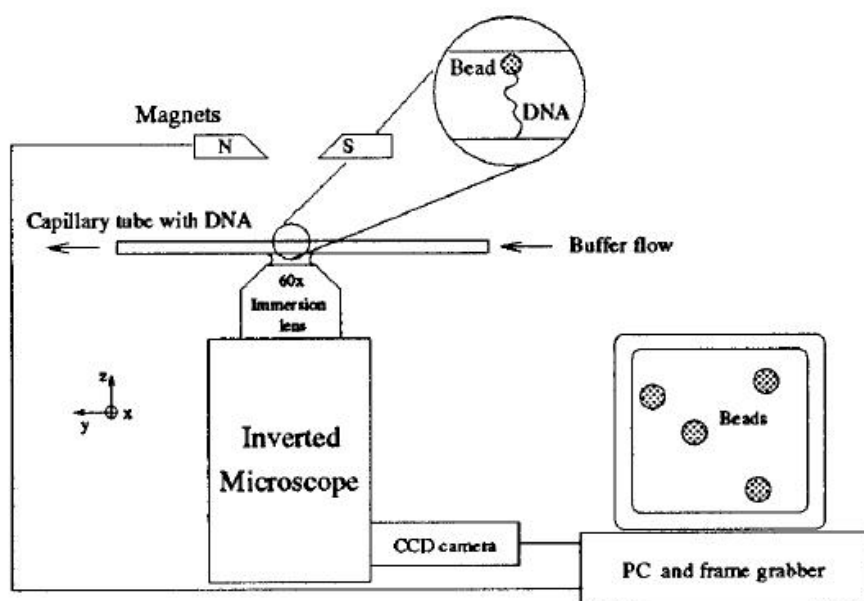 Bead
DNA
Magnets
N
S
Capillary tube with DNA
Buffer flow
60x
Immersion
lens
z
y
x
Inverted
Microscope
Beads
CCD camera
PC and frame grabber